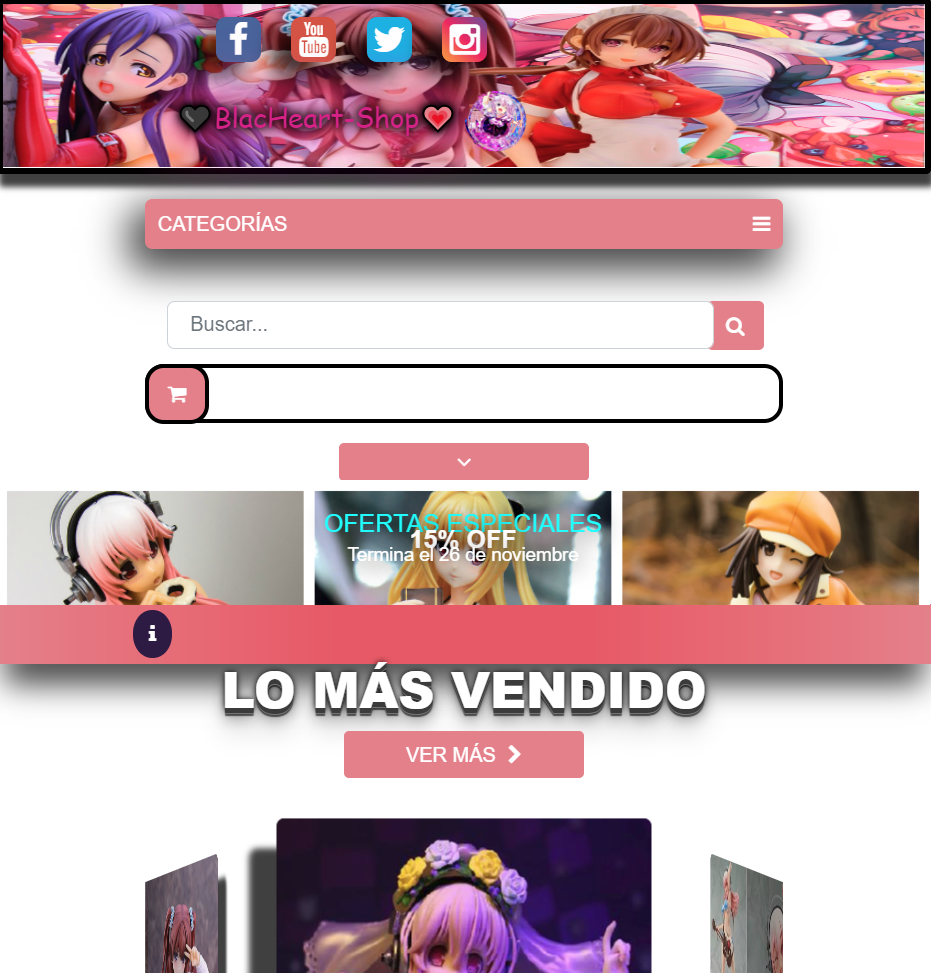 You
Tube
BlacHeart-Shop
CATEGORÍAS
Buscar...
OFERTAS ESPECIALES
15% OFF
Termina el 26 de noviembre
LO MÁS VENDIDO
VER MÁS